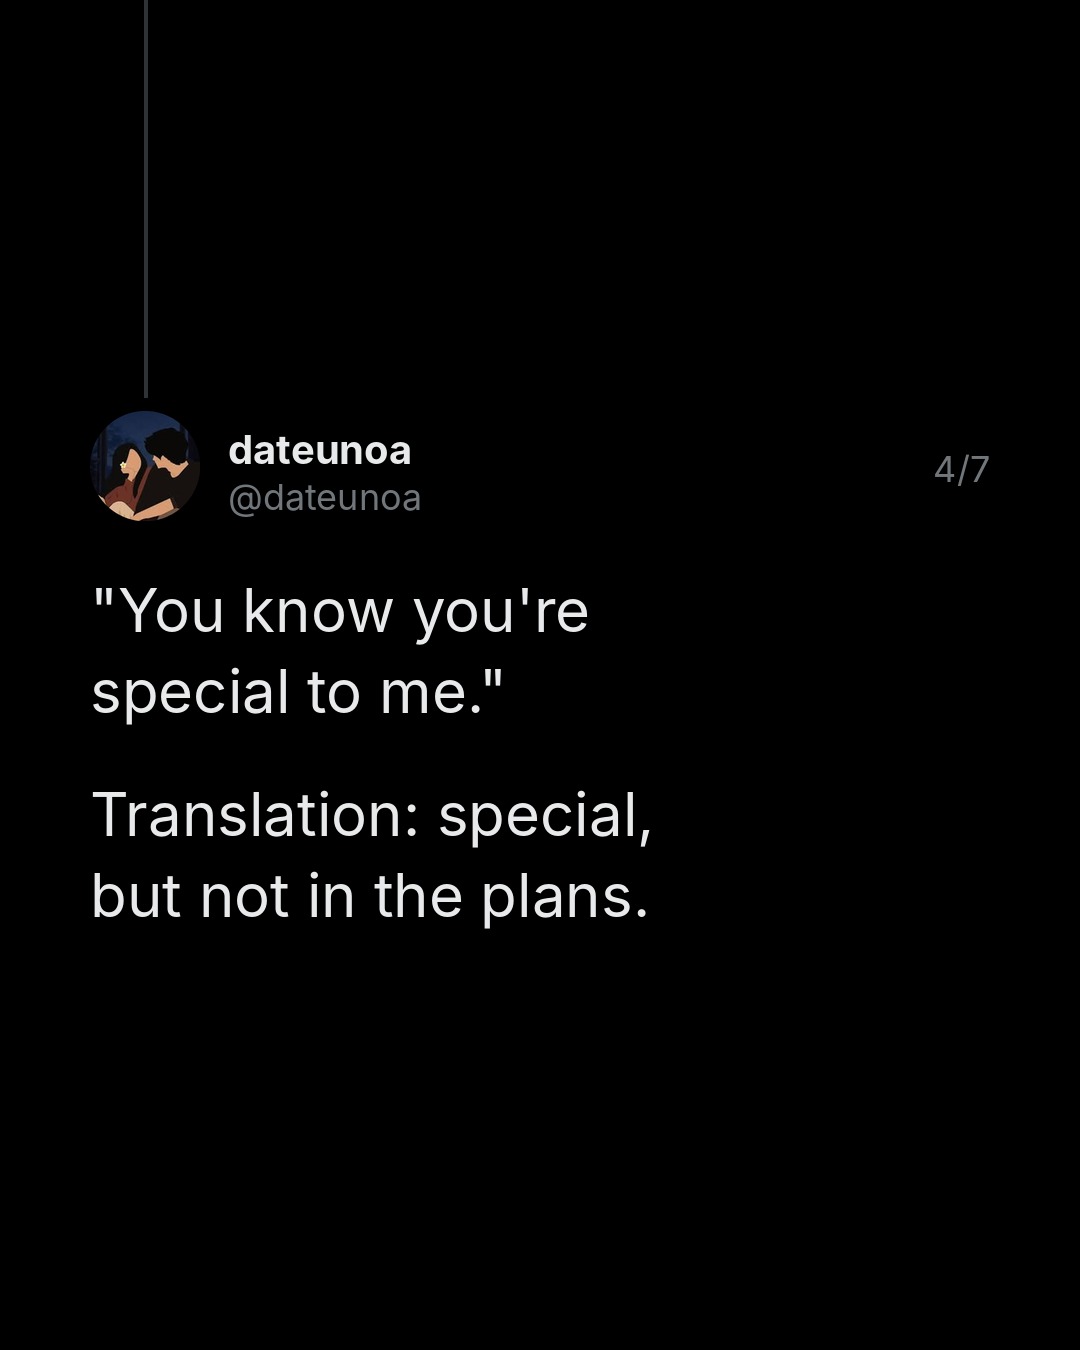 dateunoa
@dateunoa
4/7
"You know you're
special to me."
Translation: special,
but not in the plans.